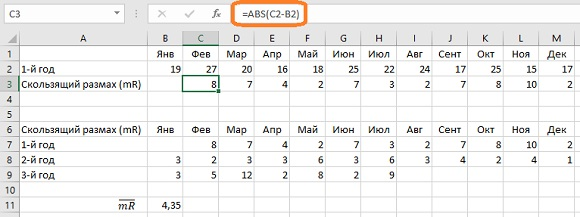 C3 fx =ABS(C2-B2)
A B C D E F G H I J K L M
1 Янв Фев Мар Апр Май Июн Июл Авг Сент Окт Ноя Дек
2 1-й год 19 27 20 16 18 25 22 24 17 25 15 17
3 Скользящий размах (mR) 8 7 4 2 7 3 2 7 8 10 2
4
5
6 Скользящий размах (mR) Янв Фев Мар Апр Май Июн Июл Авг Сент Окт Ноя Дек
7 1-й год 8 7 4 2 7 3 2 7 8 10 2
8 2-й год 3 2 3 3 6 3 6 3 4 2 4 1
9 3-й год 3 5 12 2 8 2 9
10
11 mR 4,35